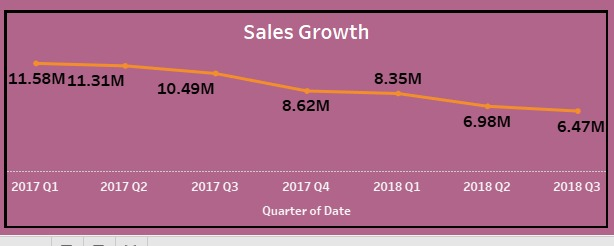 Sales Growth
11.58M
11.31M
10.49M
8.62M
8.35M
6.98M
6.47M
2017 Q1 2017 Q2 2017 Q3 2017 Q4 2018 Q1 2018 Q2 2018 Q3
Quarter of Date